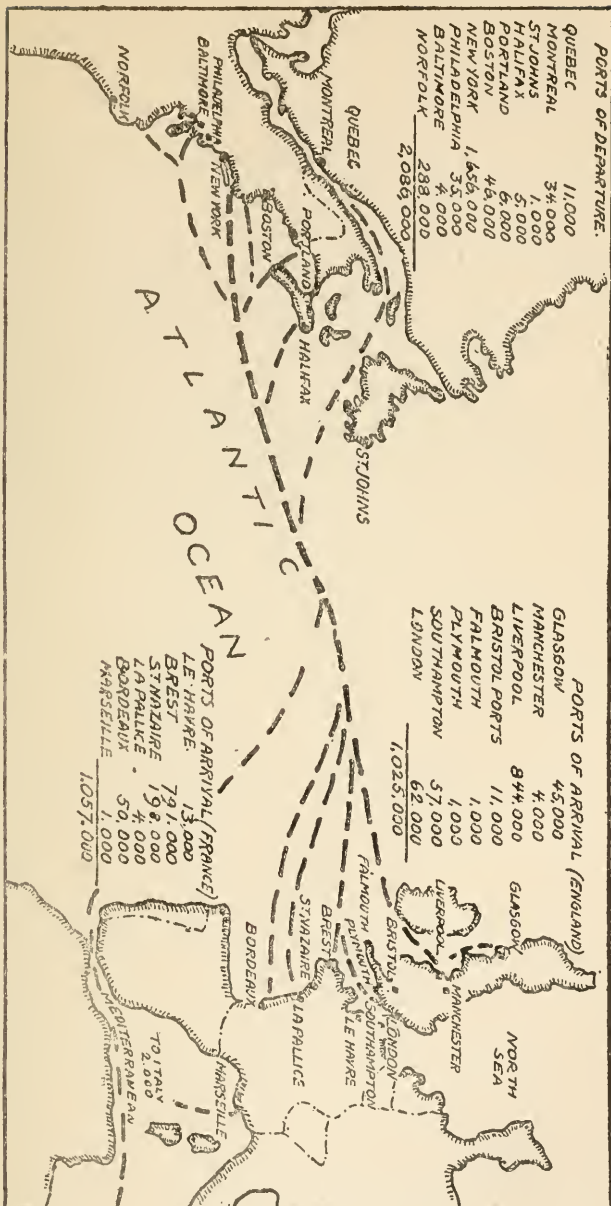 PORTS OF DEPARTURE.
QUEBEC 11,000
MONTREAL 34,000
ST JOHNS 1,000
HALIFAX 5,000
PORTLAND 6,000
BOSTON 46,000
NEW YORK 1,656,000
PHILADELPHIA 35,000
BALTIMORE 4,000
NORFOLK 288,000
2,086,000
PORTS OF ARRIVAL (ENGLAND)
GLASGOW 45,000
MANCHESTER 4,000
LIVERPOOL 844,000
BRISTOL PORTS 11,000
FALMOUTH 1,000
PLYMOUTH 1,000
SOUTHAMPTON 57,000
LONDON 62,000
1,025,000
QUEBEC
MONTREAL
ST. JOHNS
PORTLAND
HALIFAX
BOSTON
NEW YORK
PHILADELPHIA
BALTIMORE
NORFOLK
ATLANTIC
OCEAN
NORTH
SEA
GLASGOW
LIVERPOOL
MANCHESTER
BRISTOL
LONDON
SOUTHAMPTON
PLYMOUTH
FALMOUTH
LE HAVRE
BREST
ST. NAZAIRE
LA PALLICE
BORDEAUX
MARSEILLE
TO ITALY
2,000
MEDITERRANEAN
PORTS OF ARRIVAL (FRANCE)
LE HAVRE. 13,000
BREST 791,000
ST. NAZAIRE 198,000
LA PALLICE. 4,000
BORDEAUX 50,000
MARSEILLE 1,000
1,057,000